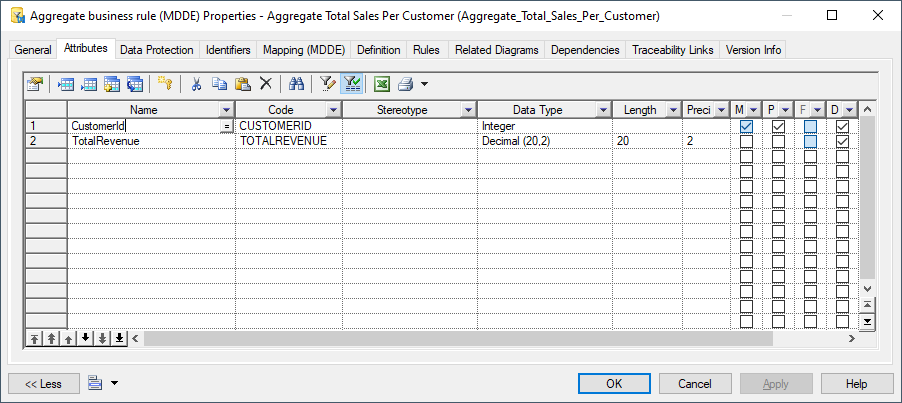 Aggregate business rule (MDDE) Properties - Aggregate Total Sales Per Customer (Aggregate_Total_Sales_Per_Customer)
General Attributes Data Protection Identifiers Mapping (MDDE) Definition Rules Related Diagrams Dependencies Traceability Links Version Info
Name Code Stereotype Data Type Length Preci M P F D
1 CustomerId = CUSTOMERID Integer
2 TotalRevenue TOTALREVENUE Decimal (20,2) 20 2
<< Less OK Cancel Apply Help